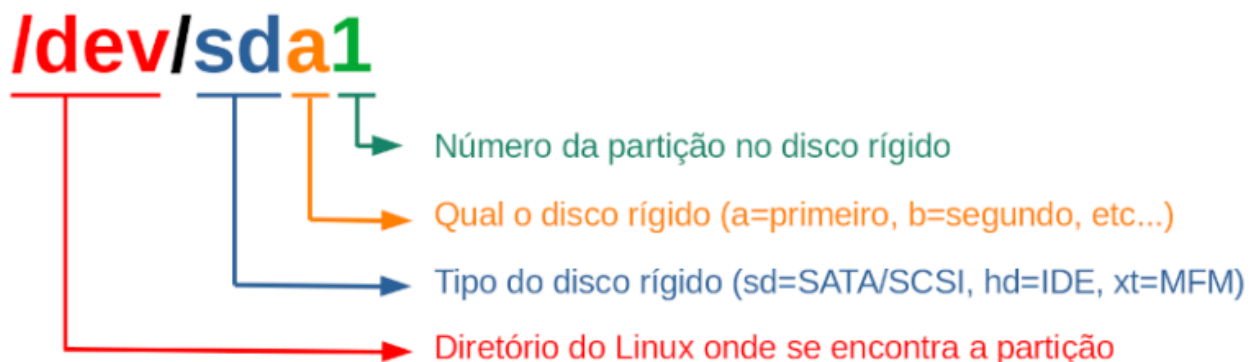 /dev/sda1
Número da partição no disco rígido
Qual o disco rígido (a=primeiro, b=segundo, etc...)
Tipo do disco rígido (sd=SATA/SCSI, hd=IDE, xt=MFM)
Diretório do Linux onde se encontra a partição